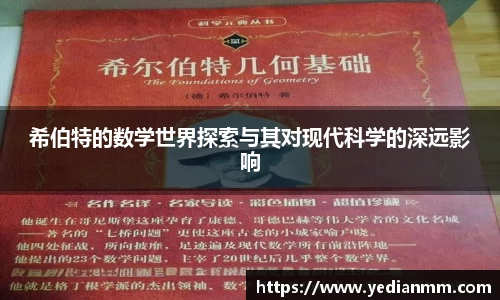 科学元典丛书
希尔伯特几何基础
The Foundations of Geometry
〔德〕希尔伯特 著
希伯特的数学世界探索与其对现代科学的深远影
响
名作名译·名家导读·彩色插图·超值珍藏
他诞生在哥尼斯堡这座孕育了康德、哥德巴赫等伟大学者的文化名城
——著名的“七桥问题”更使这座古老的小城家喻户晓。
他四处征战，所向披靡，足迹遍及现代数学所有前沿阵地——
他提出的23个数学问题，主宰了20世纪后几乎整个数学界。
他就是格丁根学派的杰出领袖、数学
https://www.yedianmm.com